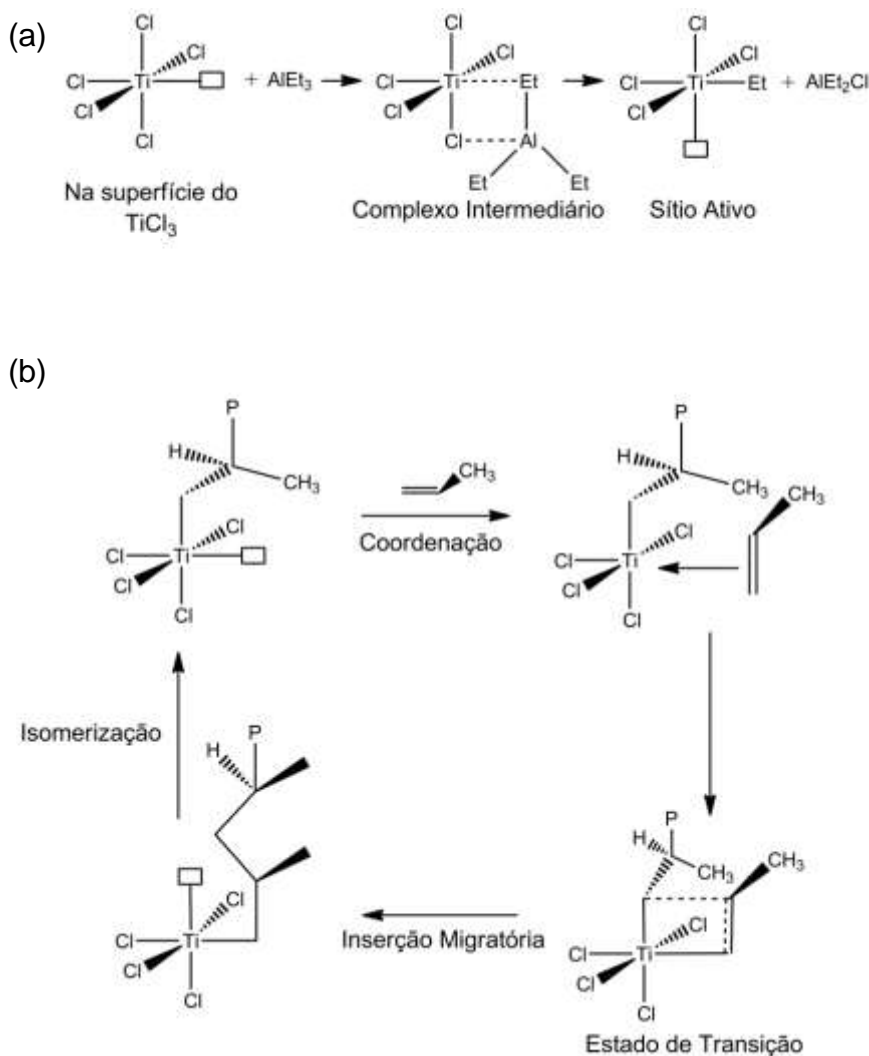 (a)
Cl
Cl
Cl Ti
Cl
Cl
+ AlEt3
Na superfície do
TiCl3
Cl
Cl
Cl Ti Et
Cl
Cl Al
Et Et
Complexo Intermediário
Cl
Cl
Cl Ti Et
Cl
+ AlEt2Cl
Sítio Ativo
(b)
P
H
CH3
Cl
Cl Ti
Cl
Cl
CH3
Coordenação
P
H
CH3
CH3
Cl
Cl Ti
Cl
Cl
Isomerização
P
H
Cl
Cl Ti
Cl
Cl
Inserção Migratória
P
H
CH3
CH3
Cl
Cl Ti
Cl
Cl
Estado de Transição